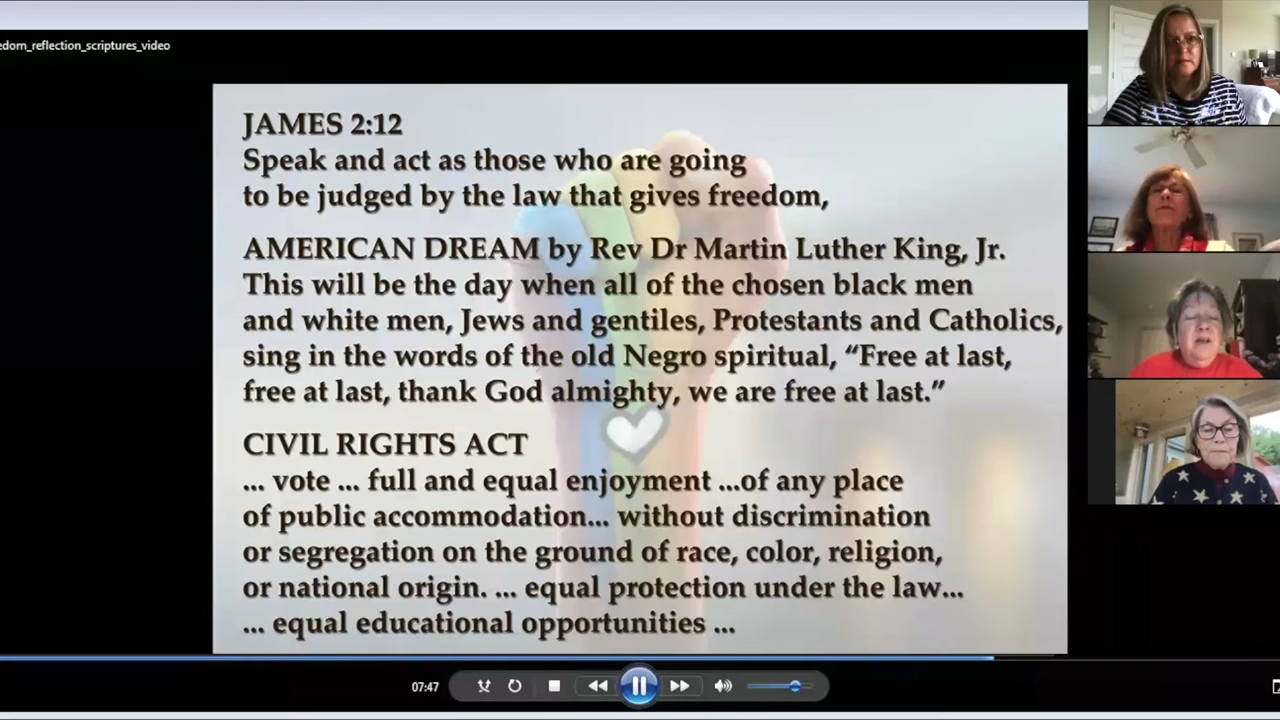 edom_reflection_scriptures_video
JAMES 2:12
Speak and act as those who are going
to be judged by the law that gives freedom,
AMERICAN DREAM by Rev Dr Martin Luther King, Jr.
This will be the day when all of the chosen black men
and white men, Jews and gentiles, Protestants and Catholics,
sing in the words of the old Negro spiritual, “Free at last,
free at last, thank God almighty, we are free at last.”
CIVIL RIGHTS ACT
... vote ... full and equal enjoyment ...of any place
of public accommodation... without discrimination
or segregation on the ground of race, color, religion,
or national origin. ... equal protection under the law...
... equal educational opportunities ...
07:47